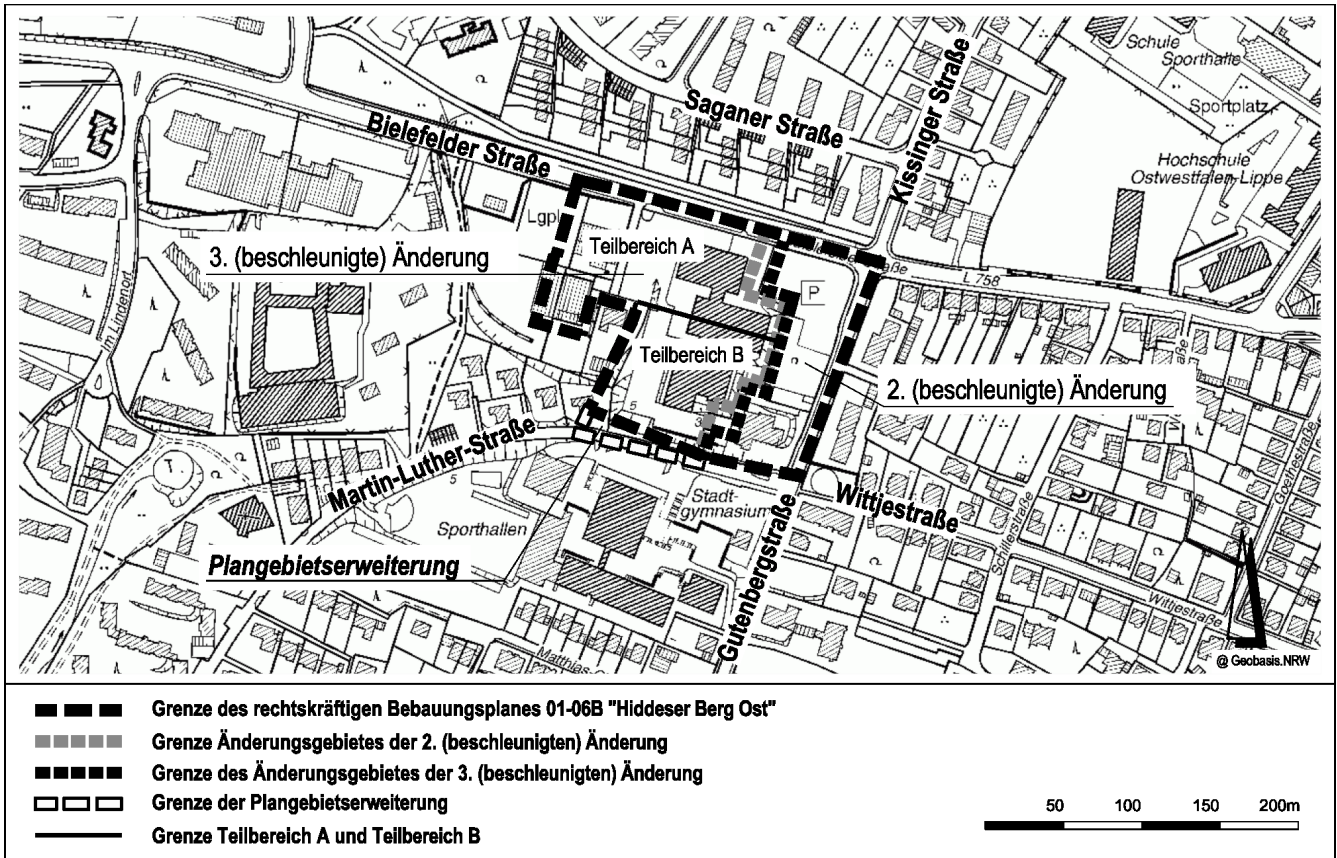 Schule
Sporthalle
Sportplatz
Hochschule
Ostwestfalen-Lippe
Saganer Straße
Kissinger Straße
Bielefelder Straße
Lgpl
Teilbereich A
3. (beschleunigte) Änderung
P
L 758
Teilbereich B
2. (beschleunigte) Änderung
Im Lindenhof
Martin-Luther-Straße
Sporthallen
Stadt-
gymnasium
Wittjestraße
Plangebietserweiterung
Gutenbergstraße
Schillerstraße
Goethestraße
Wittjestraße
Matthias-
@ Geobasis.NRW
Grenze des rechtskräftigen Bebauungsplanes 01-06B "Hiddeser Berg Ost"
Grenze Änderungsgebietes der 2. (beschleunigten) Änderung
Grenze des Änderungsgebietes der 3. (beschleunigten) Änderung
Grenze der Plangebietserweiterung
Grenze Teilbereich A und Teilbereich B
50 100 150 200m